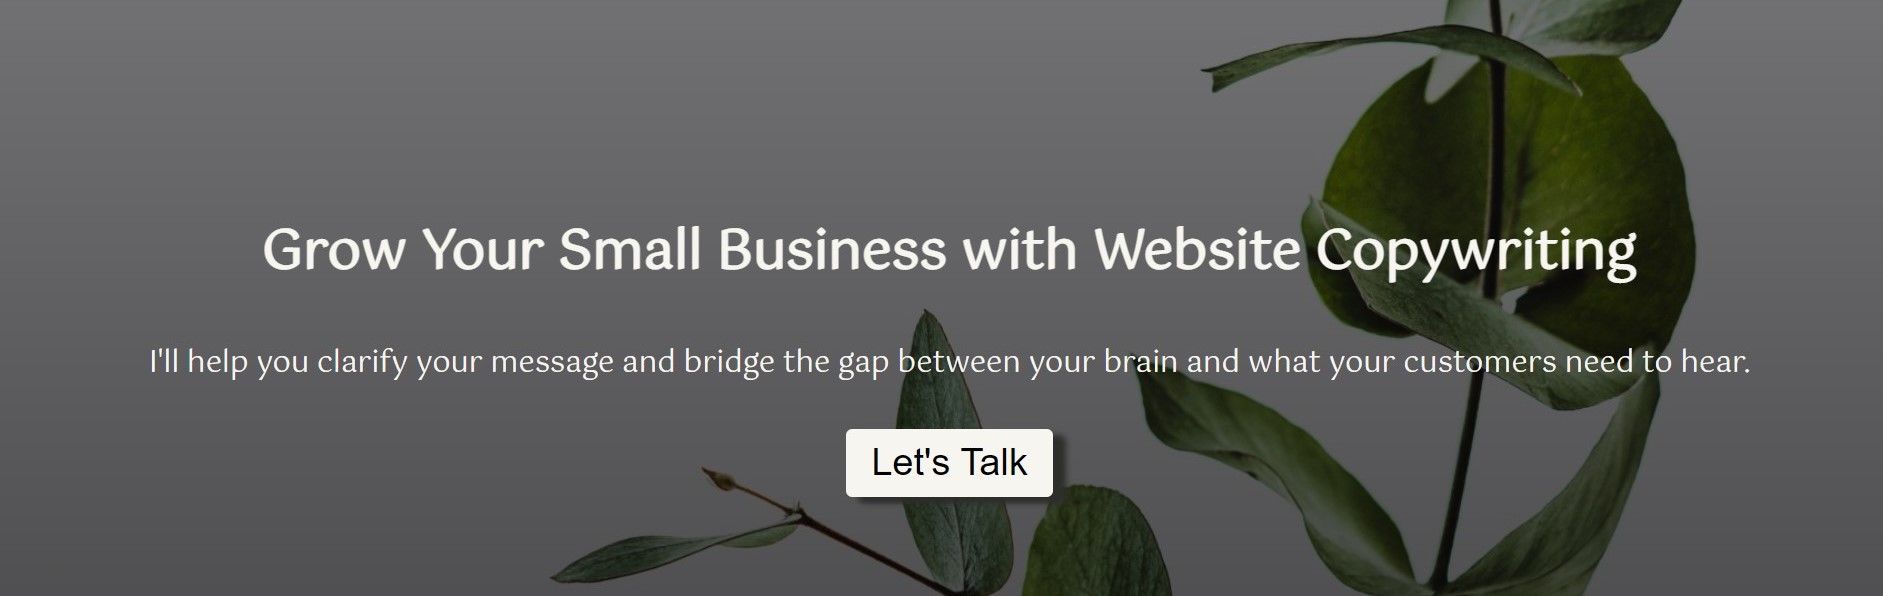 Grow Your Small Business with Website Copywriting
I'll help you clarify your message and bridge the gap between your brain and what your customers need to hear.
Let's Talk